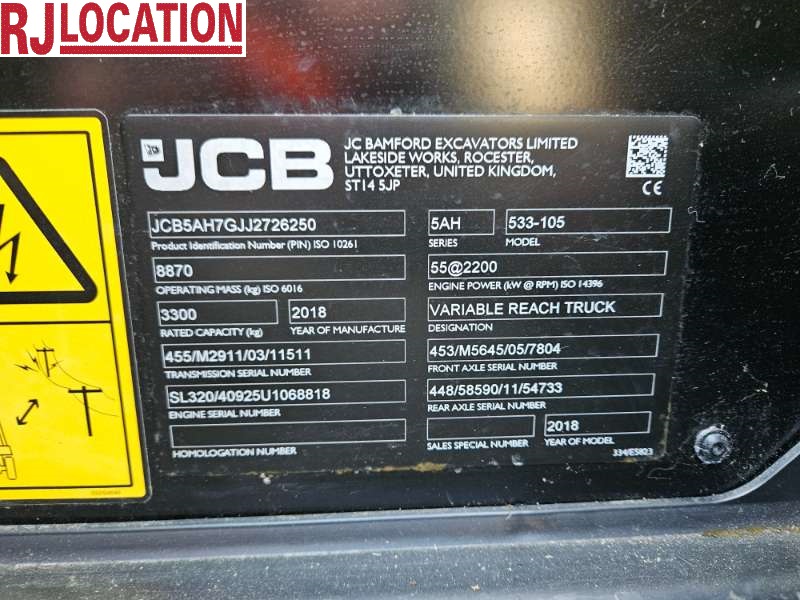 RJLOCATION
JCB
JC BAMFORD EXCAVATORS LIMITED
LAKESIDE WORKS, ROCESTER,
UTTOXETER, UNITED KINGDOM,
ST14 5JP
CE
JCB5AH7GJJ2726250
Product Identification Number (PIN) ISO 10261
5AH
SERIES
533-105
MODEL
8870
OPERATING MASS (kg) ISO 6016
55@2200
ENGINE POWER (kW @ RPM) ISO 14396
3300
RATED CAPACITY (kg)
2018
YEAR OF MANUFACTURE
VARIABLE REACH TRUCK
DESIGNATION
455/M2911/03/11511
TRANSMISSION SERIAL NUMBER
453/M5645/05/7804
FRONT AXLE SERIAL NUMBER
SL320/40925U1068818
ENGINE SERIAL NUMBER
448/58590/11/54733
REAR AXLE SERIAL NUMBER
HOMOLOGATION NUMBER
SALES SPECIAL NUMBER
2018
YEAR OF MODEL
334/E5823